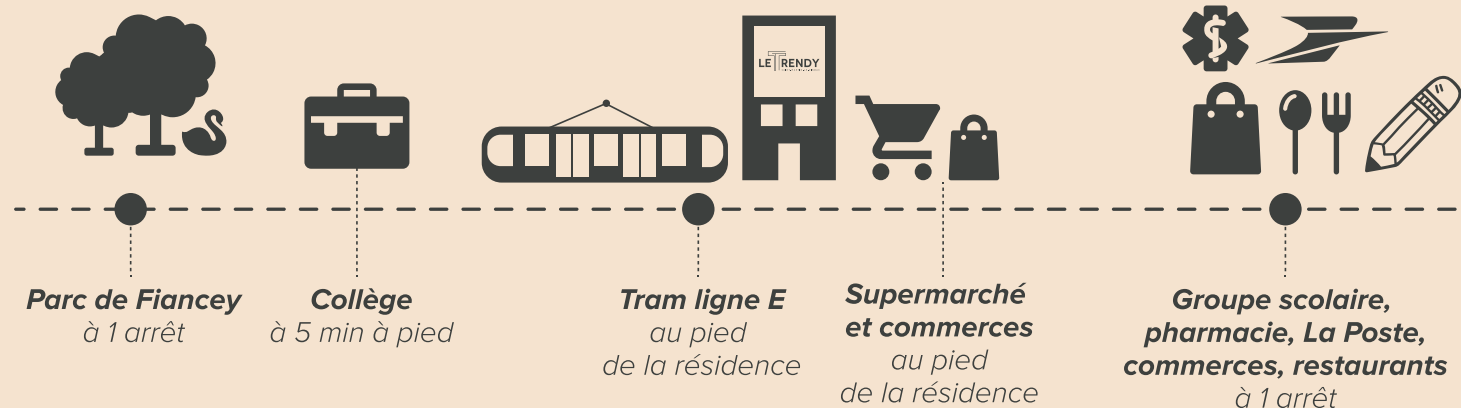 LE TRENDY
Parc de Fiancey
à 1 arrêt
Collège
à 5 min à pied
Tram ligne E
au pied
de la résidence
Supermarché
et commerces
au pied
de la résidence
Groupe scolaire,
pharmacie, La Poste,
commerces, restaurants
à 1 arrêt